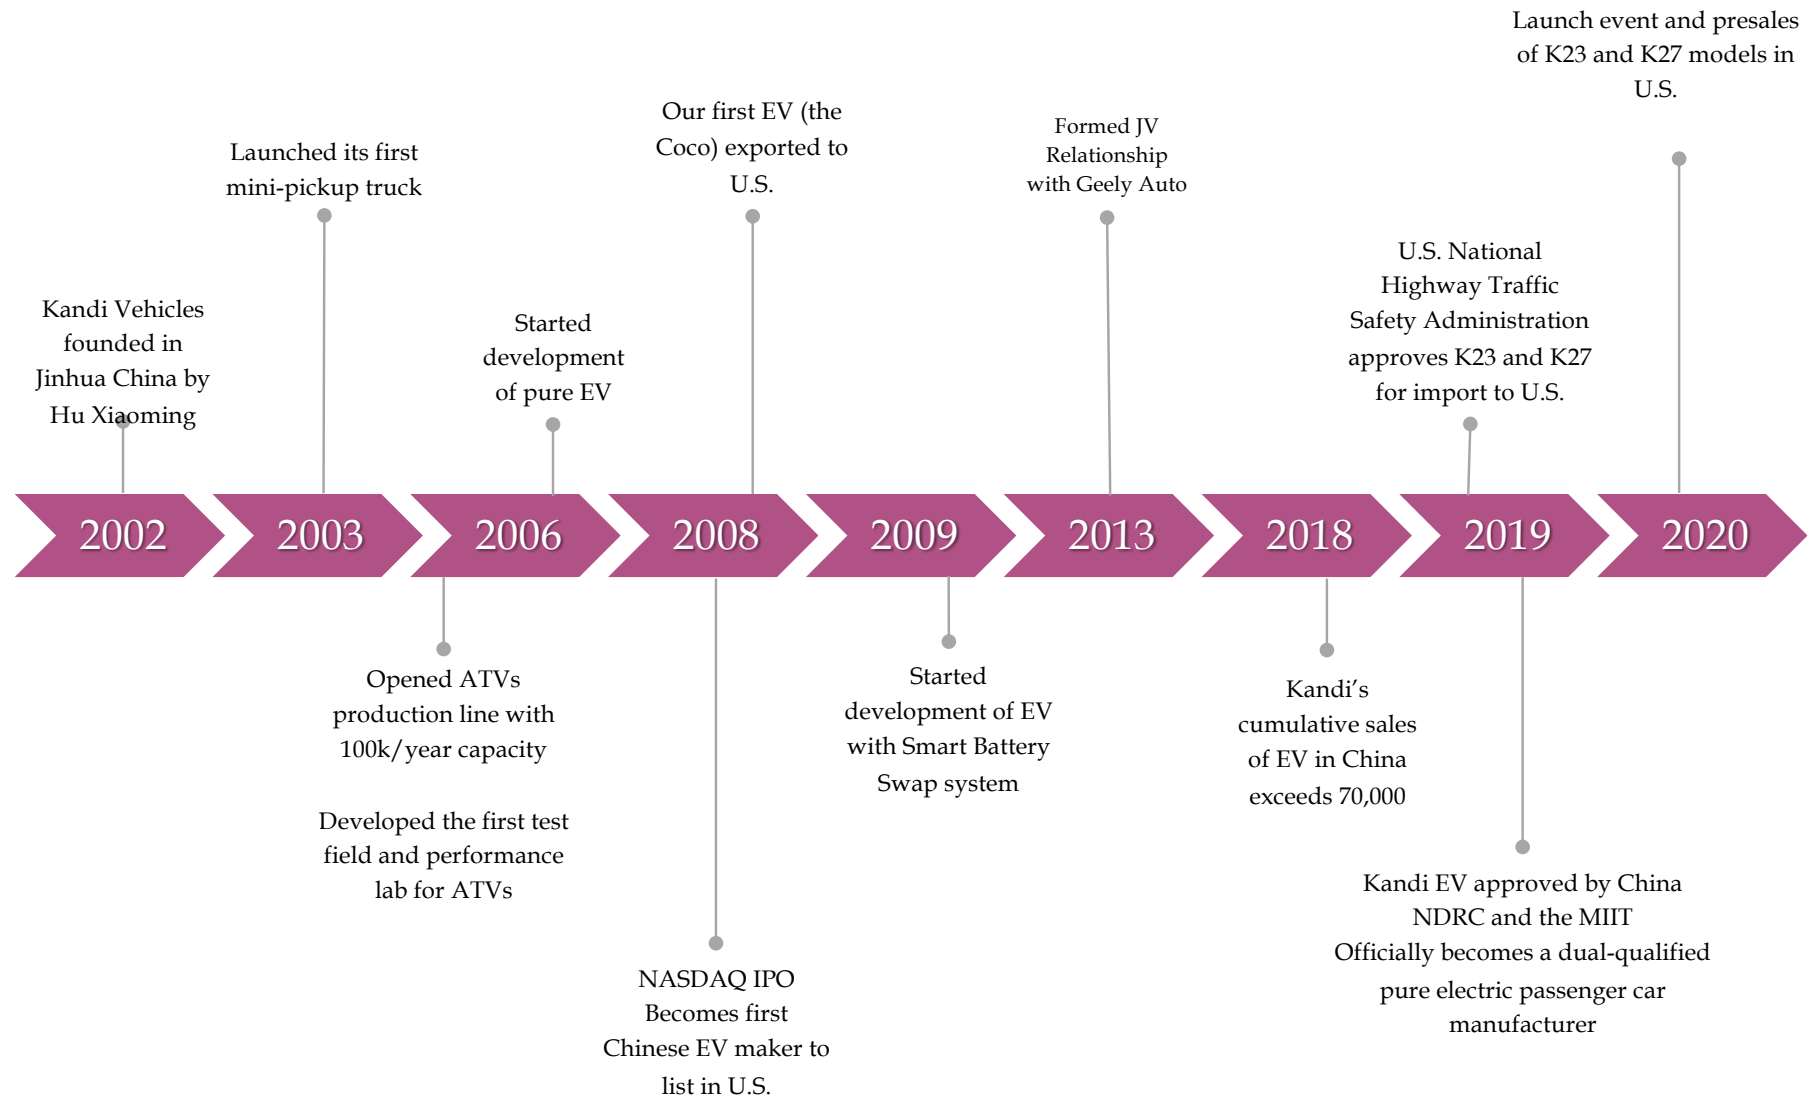 Launch event and presales
of K23 and K27 models in
U.S.
Our first EV (the
Coco) exported to
U.S.
Formed JV
Relationship
with Geely Auto
Launched its first
mini-pickup truck
U.S. National
Highway Traffic
Safety Administration
approves K23 and K27
for import to U.S.
Kandi Vehicles
founded in
Jinhua China by
Hu Xiaoming
Started
development
of pure EV
2002
2003
2006
2008
2009
2013
2018
2019
2020
Opened ATVs
production line with
100k/year capacity
Developed the first test
field and performance
lab for ATVs
Started
development of EV
with Smart Battery
Swap system
Kandi’s
cumulative sales
of EV in China
exceeds 70,000
Kandi EV approved by China
NDRC and the MIIT
Officially becomes a dual-qualified
pure electric passenger car
manufacturer
NASDAQ IPO
Becomes first
Chinese EV maker to
list in U.S.